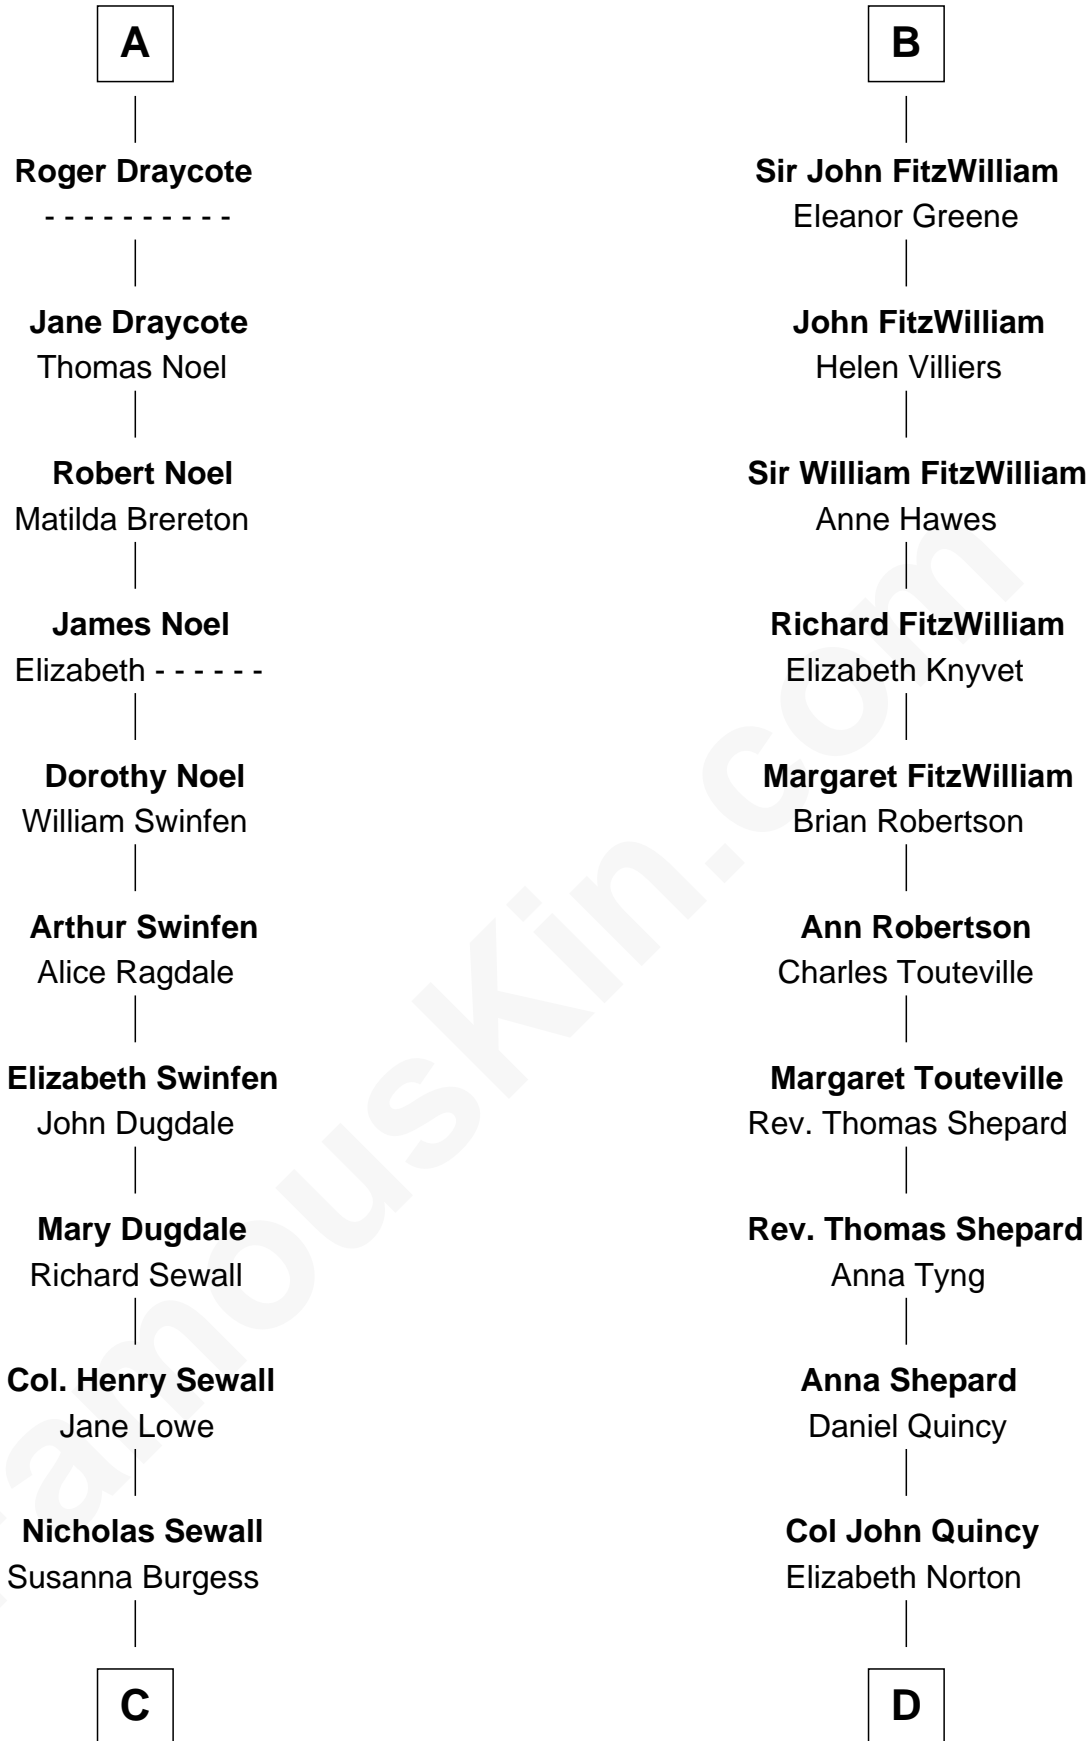 A
Roger Draycote
- - - - - - - - - -
Jane Draycote
Thomas Noel
Robert Noel
Matilda Brereton
James Noel
Elizabeth - - - - - -
Dorothy Noel
William Swinfen
Arthur Swinfen
Alice Ragdale
Elizabeth Swinfen
John Dugdale
Mary Dugdale
Richard Sewall
Col. Henry Sewall
Jane Lowe
Nicholas Sewall
Susanna Burgess
C
B
Sir John FitzWilliam
Eleanor Greene
John FitzWilliam
Helen Villiers
Sir William FitzWilliam
Anne Hawes
Richard FitzWilliam
Elizabeth Knyvet
Margaret FitzWilliam
Brian Robertson
Ann Robertson
Charles Touteville
Margaret Touteville
Rev. Thomas Shepard
Rev. Thomas Shepard
Anna Tyng
Anna Shepard
Daniel Quincy
Col John Quincy
Elizabeth Norton
D
FamousKin.com